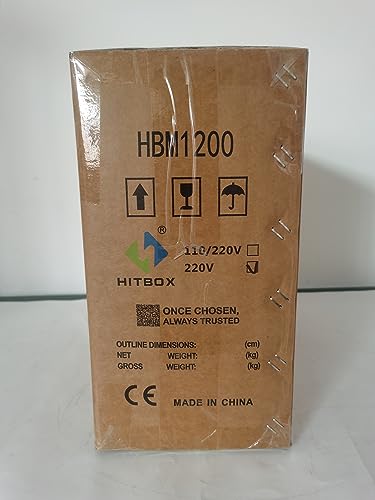 HBM1200
®
110/220V
220V
HITBOX
ONCE CHOSEN,
ALWAYS TRUSTED
OUTLINE DIMENSIONS: (cm)
NET WEIGHT: (kg)
GROSS WEIGHT: (kg)
CE MADE IN CHINA